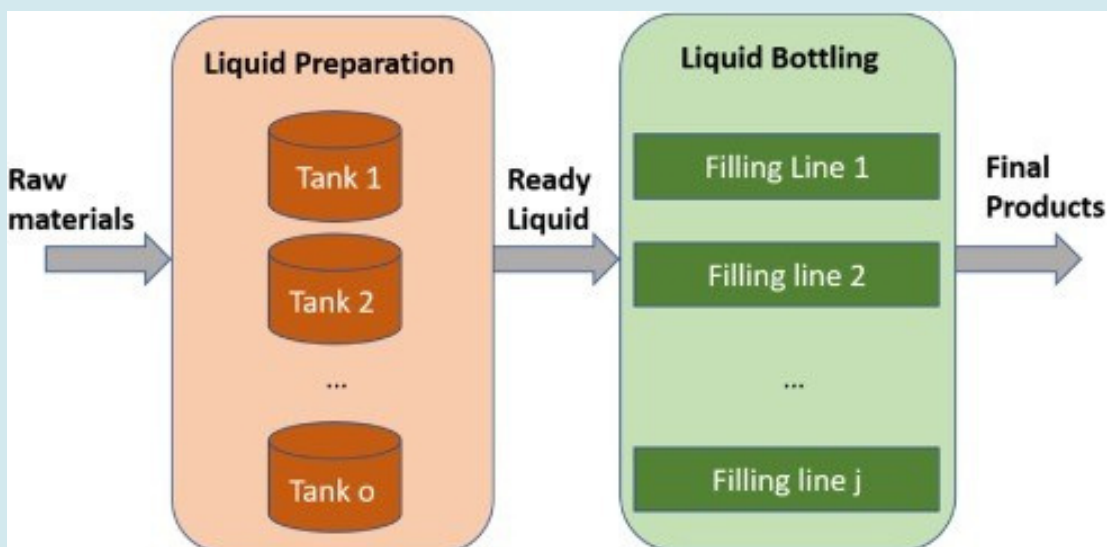 Liquid Preparation
Liquid Bottling
Raw
materials
Tank 1
Tank 2
...
Tank o
Ready
Liquid
Filling Line 1
Filling line 2
...
Filling line j
Final
Products